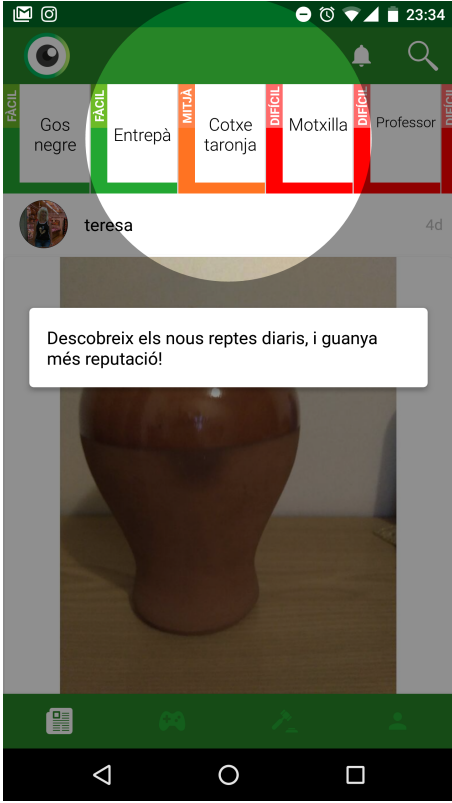 23:34
FÀCIL
Gos
negre
FÀCIL
Entrepà
MITJÀ
Cotxe
taronja
DIFÍCIL
Motxilla
DIFÍCIL
Professor
DIFÍCIL
teresa
4d
Descobreix els nous reptes diaris, i guanya
més reputació!